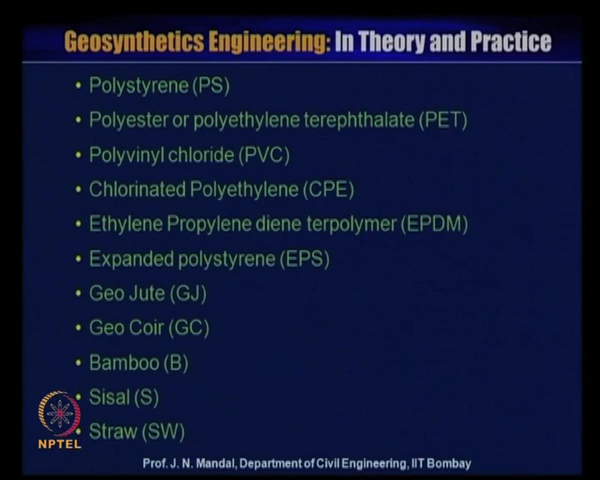 Geosynthetics Engineering: In Theory and Practice
• Polystyrene (PS)
• Polyester or polyethylene terephthalate (PET)
• Polyvinyl chloride (PVC)
• Chlorinated Polyethylene (CPE)
• Ethylene Propylene diene terpolymer (EPDM)
• Expanded polystyrene (EPS)
• Geo Jute (GJ)
• Geo Coir (GC)
• Bamboo (B)
• Sisal (S)
• Straw (SW)
NPTEL
Prof. J. N. Mandal, Department of Civil Engineering, IIT Bombay